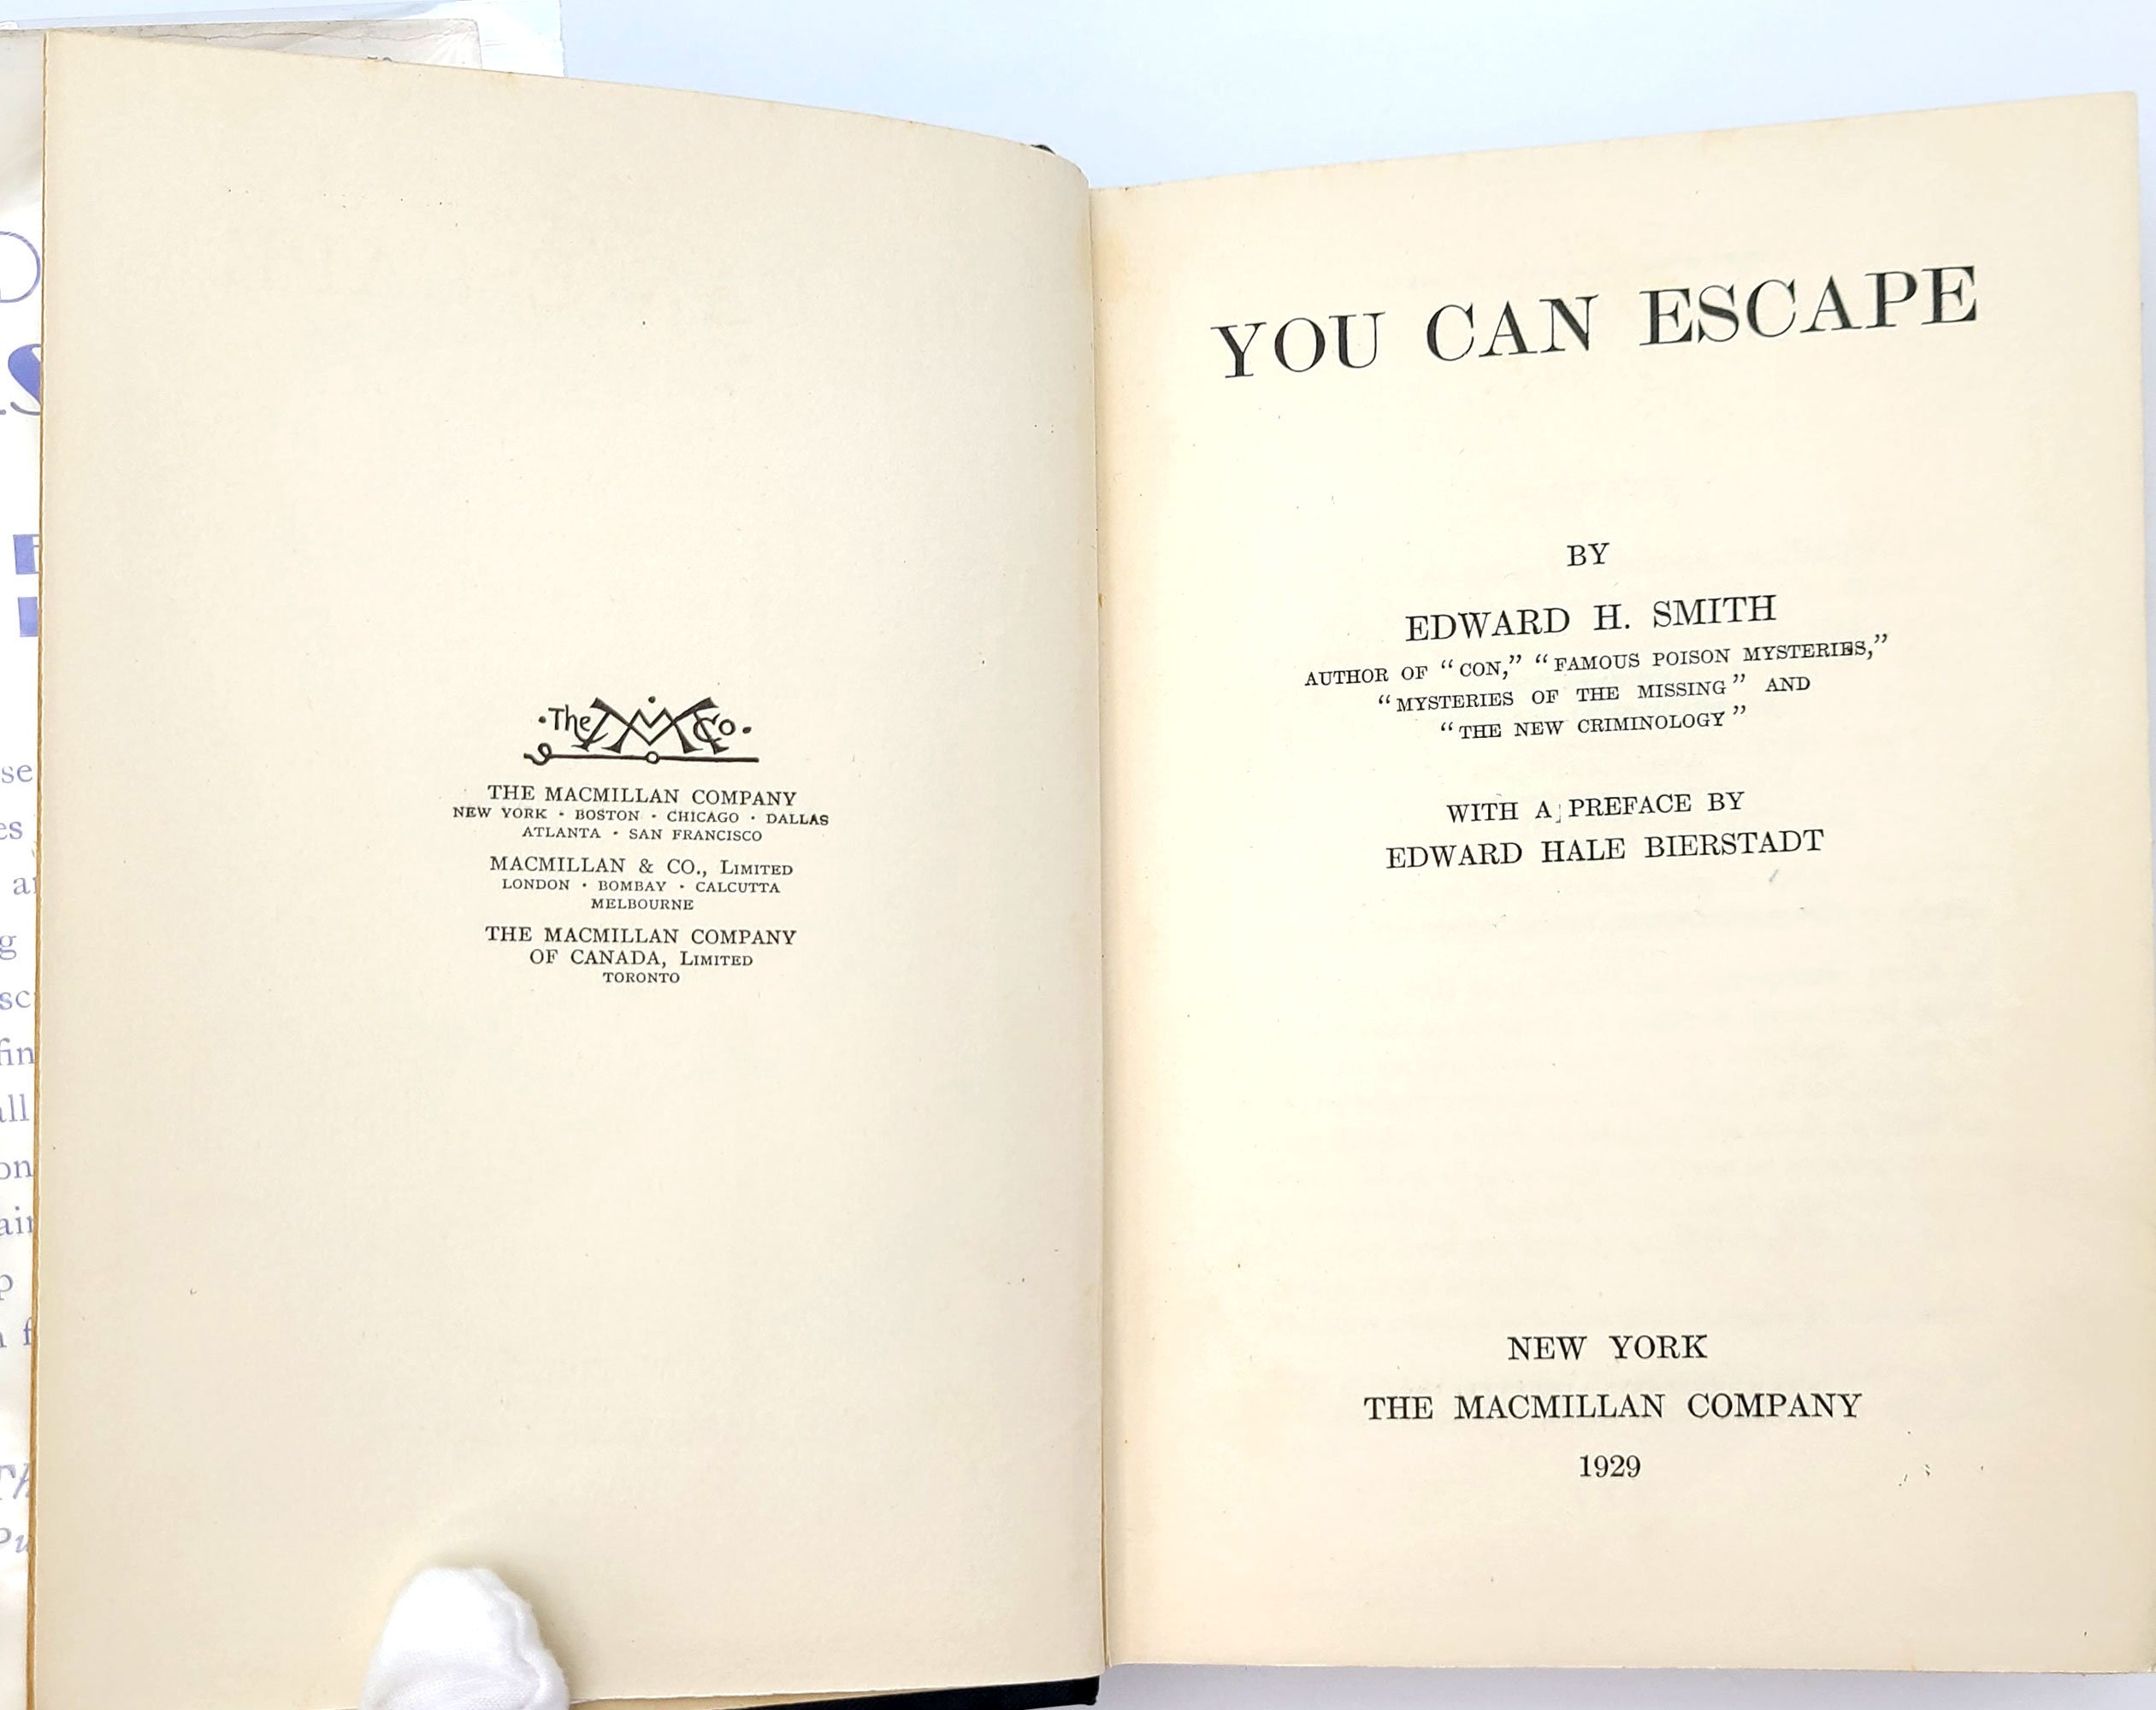 ·The M Co.
THE MACMILLAN COMPANY
NEW YORK · BOSTON · CHICAGO · DALLAS
ATLANTA · SAN FRANCISCO
MACMILLAN & CO., LIMITED
LONDON · BOMBAY · CALCUTTA
MELBOURNE
THE MACMILLAN COMPANY
OF CANADA, LIMITED
TORONTO
YOU CAN ESCAPE
BY
EDWARD H. SMITH
AUTHOR OF "CON," "FAMOUS POISON MYSTERIES,"
"MYSTERIES OF THE MISSING" AND
"THE NEW CRIMINOLOGY"
WITH A PREFACE BY
EDWARD HALE BIERSTADT
NEW YORK
THE MACMILLAN COMPANY
1929